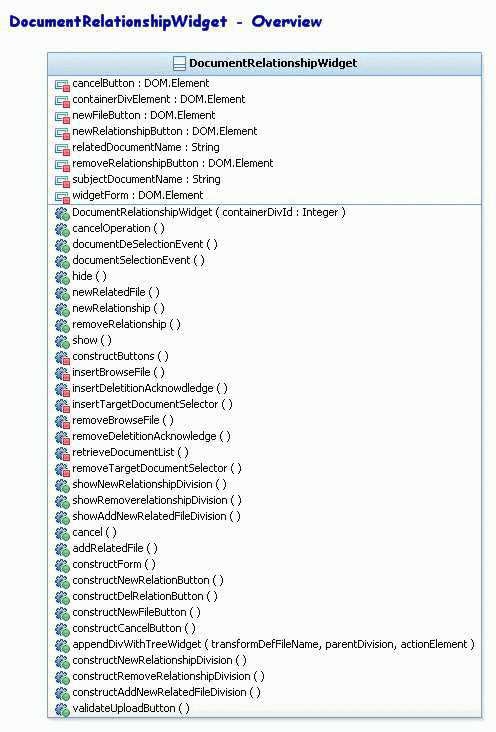 DocumentRelationshipWidget - Overview
DocumentRelationshipWidget
cancelButton : DOM.Element
containerDivElement : DOM.Element
newFileButton : DOM.Element
newRelationshipButton : DOM.Element
relatedDocumentName : String
removeRelationshipButton : DOM.Element
subjectDocumentName : String
widgetForm : DOM.Element
DocumentRelationshipWidget ( containerDivId : Integer )
cancelOperation ( )
documentDeSelectionEvent ( )
documentSelectionEvent ( )
hide ( )
newRelatedFile ( )
newRelationship ( )
removeRelationship ( )
show ( )
constructButtons ( )
insertBrowseFile ( )
insertDeletitionAcknowdledge ( )
insertTargetDocumentSelector ( )
removeBrowseFile ( )
removeDeletitionAcknowledge ( )
retrieveDocumentList ( )
removeTargetDocumentSelector ( )
showNewRelationshipDivision ( )
showRemoverelationshipDivision ( )
showAddNewRelatedFileDivision ( )
cancel ( )
addRelatedFile ( )
constructForm ( )
constructNewRelationButton ( )
constructDelRelationButton ( )
constructNewFileButton ( )
constructCancelButton ( )
appendDivWithTreeWidget ( transformDefFileName, parentDivision, actionElement )
constructNewRelationshipDivision ( )
constructRemoveRelationshipDivision ( )
constructAddNewRelatedFileDivision ( )
validateUploadButton ( )